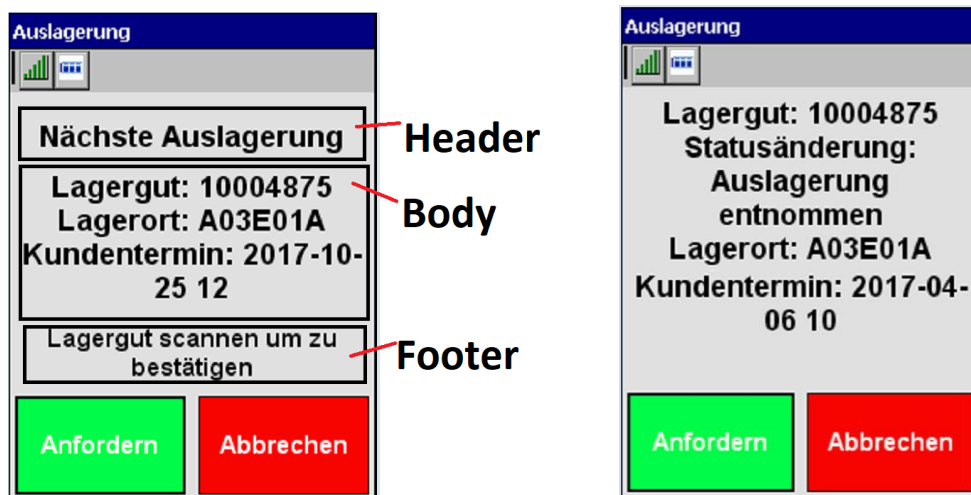 Auslagerung
Nächste Auslagerung
Header
Lagergut: 10004875
Lagerort: A03E01A
Kundentermin: 2017-10-
25 12
Body
Lagergut scannen um zu
bestätigen
Footer
Anfordern
Abbrechen
Auslagerung
Lagergut: 10004875
Statusänderung:
Auslagerung
entnommen
Lagerort: A03E01A
Kundentermin: 2017-04-
06 10
Anfordern
Abbrechen